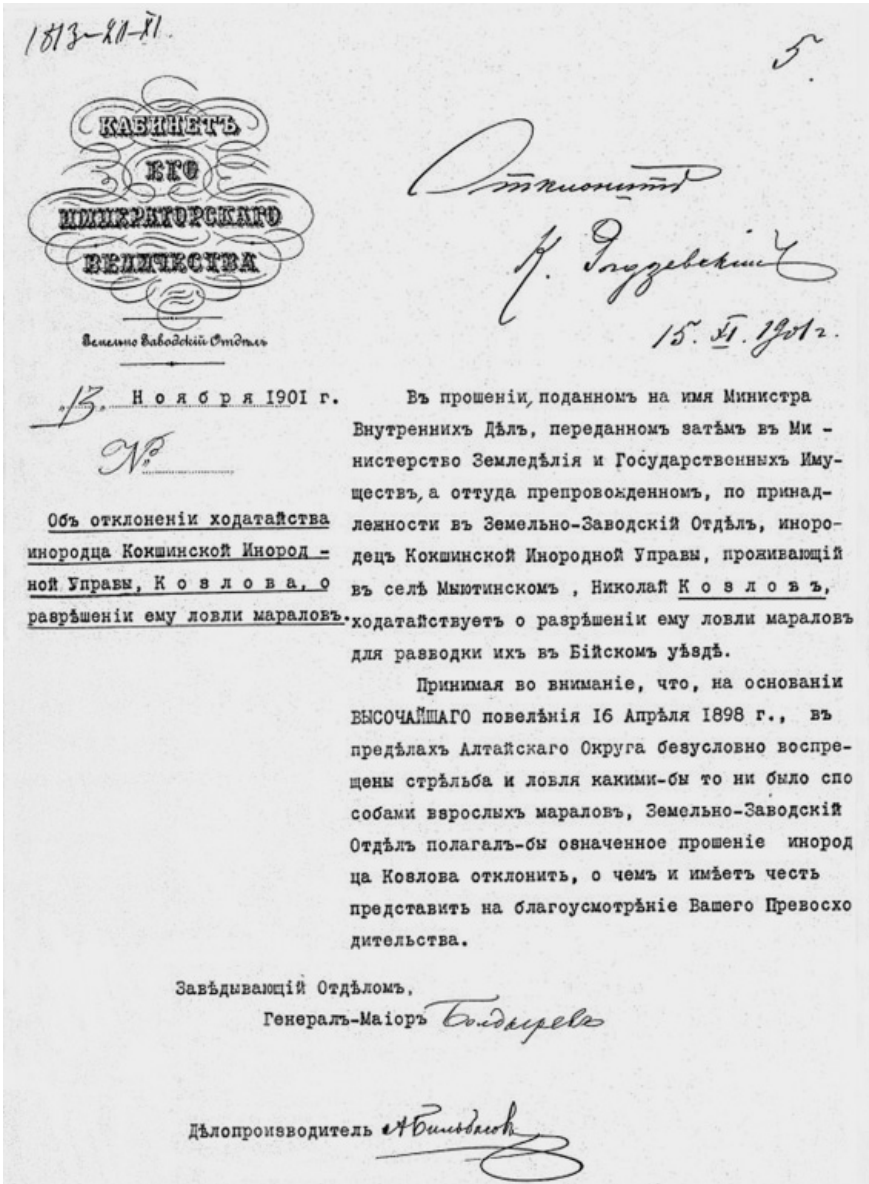 1813-20-XI.
5.
КАБИНЕТЪ
ЕГО
ИМПЕРАТОРСКАГО
ВЕЛИЧЕСТВА
Земельно Заводскій Отдѣлъ
Отклонить
К.
15. XI. 1901 г.
"13" Ноября 1901 г.
№
Объ отклоненіи ходатайства
инородца Кокшинской Инород -
ной Управы, Козлова, о
разрѣшеніи ему ловли мараловъ.
Въ прошеніи, поданномъ на имя Министра
Внутреннихъ Дѣлъ, переданномъ затѣмъ въ Ми -
нистерство Земледѣлія и Государственныхъ Иму-
ществъ, а оттуда препровожденномъ, по принад-
лежности въ Земельно-Заводскій Отдѣлъ, иноро-
децъ Кокшинской Инородной Управы, проживающій
въ селѣ Мыютинскомъ , Николай Козловъ,
ходатайствуетъ о разрѣшеніи ему ловли мараловъ
для разводки ихъ въ Бійскомъ уѣздѣ.
Принимая во вниманіе, что, на основаніи
ВЫСОЧАЙШАГО повелѣнія 16 Апрѣля 1898 г., въ
предѣлахъ Алтайскаго Округа безусловно воспре-
щены стрѣльба и ловля какими-бы то ни было спо
собами взрослыхъ мараловъ, Земельно-Заводскій
Отдѣлъ полагалъ-бы означенное прошеніе инород
ца Козлова отклонить, о чемъ и имѣетъ честь
представить на благоусмотрѣніе Вашего Превосхо
дительства.
Завѣдывающій Отдѣломъ,
Генералъ-Маіоръ Болдыревъ
Дѣлопроизводитель А Бильбасовъ